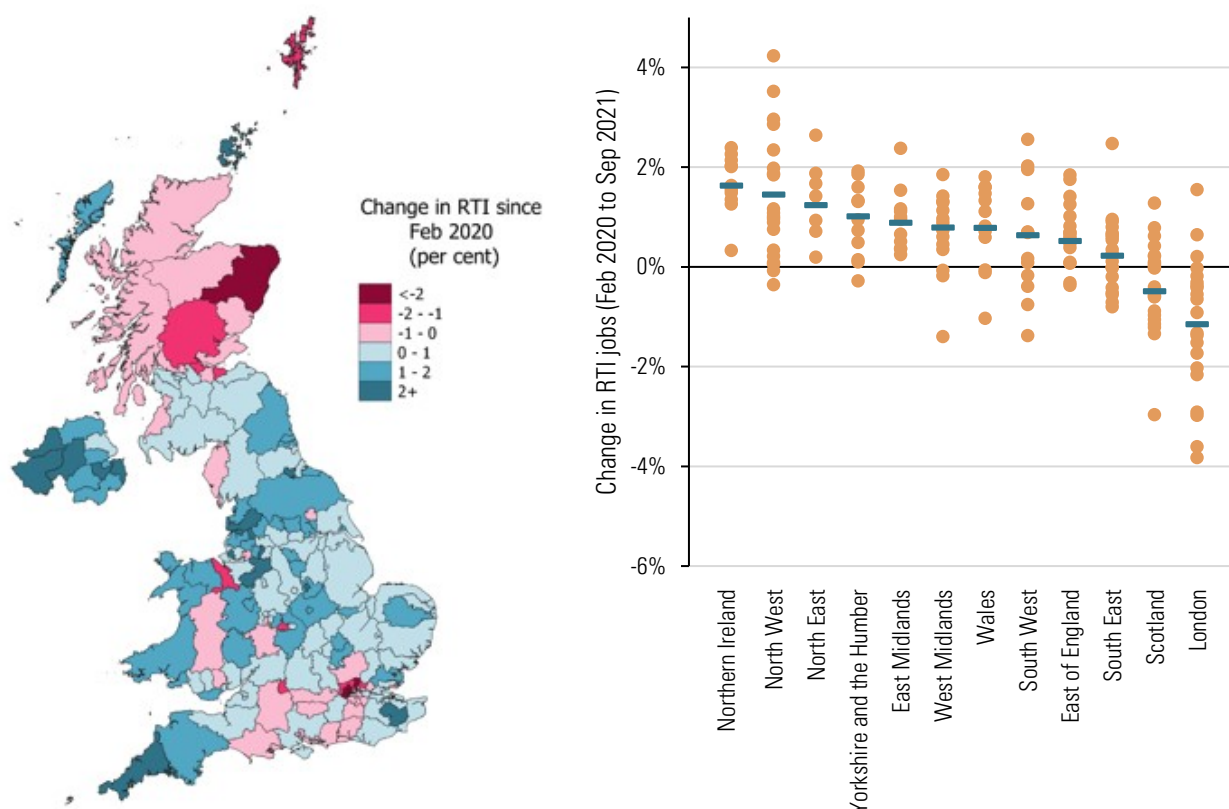 Change in RTI since
Feb 2020
(per cent)
<-2
-2 - -1
-1 - 0
0 - 1
1 - 2
2+
Change in RTI jobs (Feb 2020 to Sep 2021)
4%
2%
0%
-2%
-4%
-6%
Northern Ireland
North West
North East
Yorkshire and the Humber
East Midlands
West Midlands
Wales
South West
East of England
South East
Scotland
London